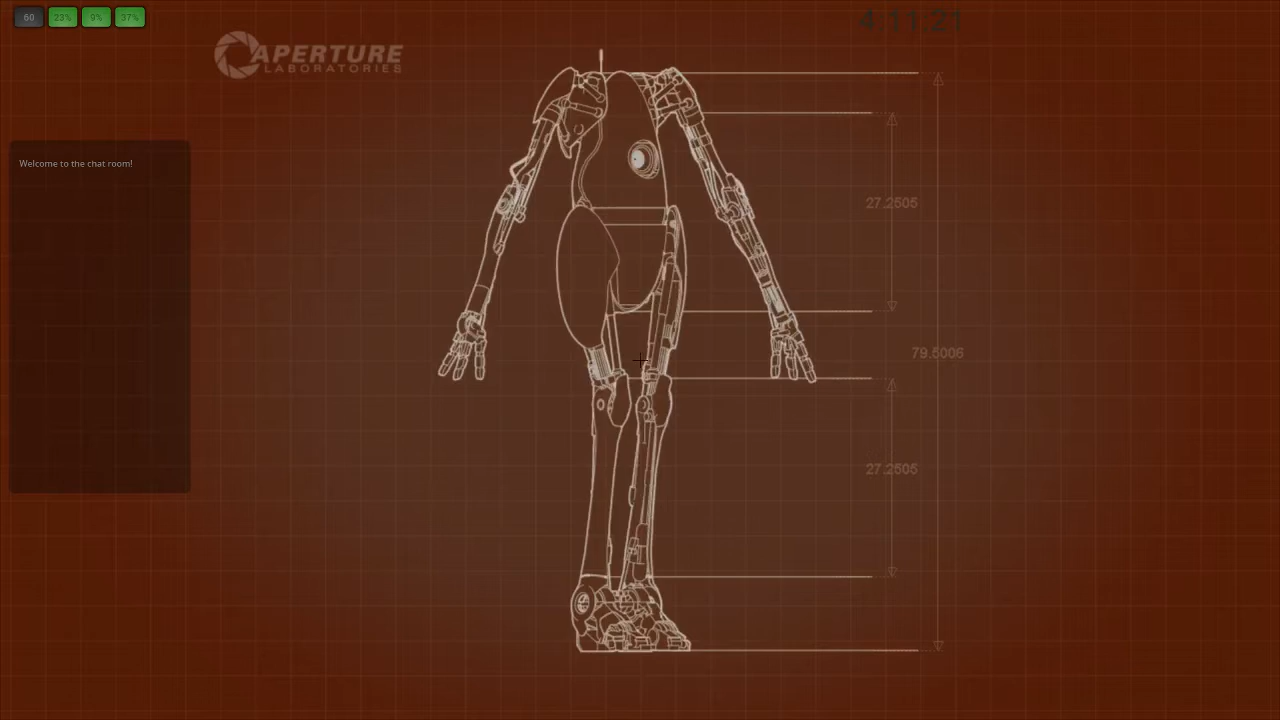 60 23% 9% 37%
4:11:21
APERTURE
LABORATORIES
Welcome to the chat room!
27.2505
79.5006
27.2505